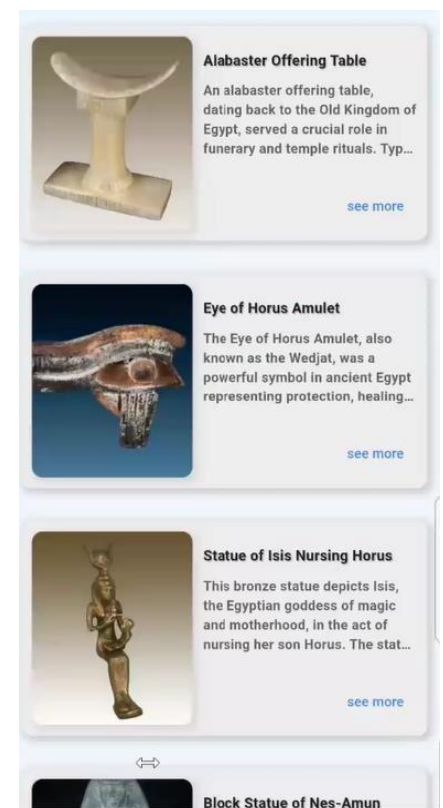 Alabaster Offering Table
An alabaster offering table,
dating back to the Old Kingdom of
Egypt, served a crucial role in
funerary and temple rituals. Typ...
see more
Eye of Horus Amulet
The Eye of Horus Amulet, also
known as the Wedjat, was a
powerful symbol in ancient Egypt
representing protection, healing...
see more
Statue of Isis Nursing Horus
This bronze statue depicts Isis,
the Egyptian goddess of magic
and motherhood, in the act of
nursing her son Horus. The stat...
see more
Block Statue of Nes-Amun